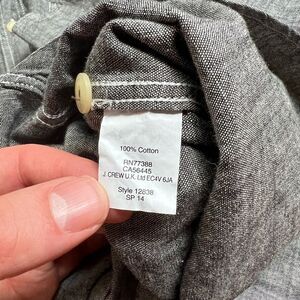 100% Cotton
RN77388
CA56445
J. CREW U.K. Ltd EC4V 6JA
Style 12838
SP 14